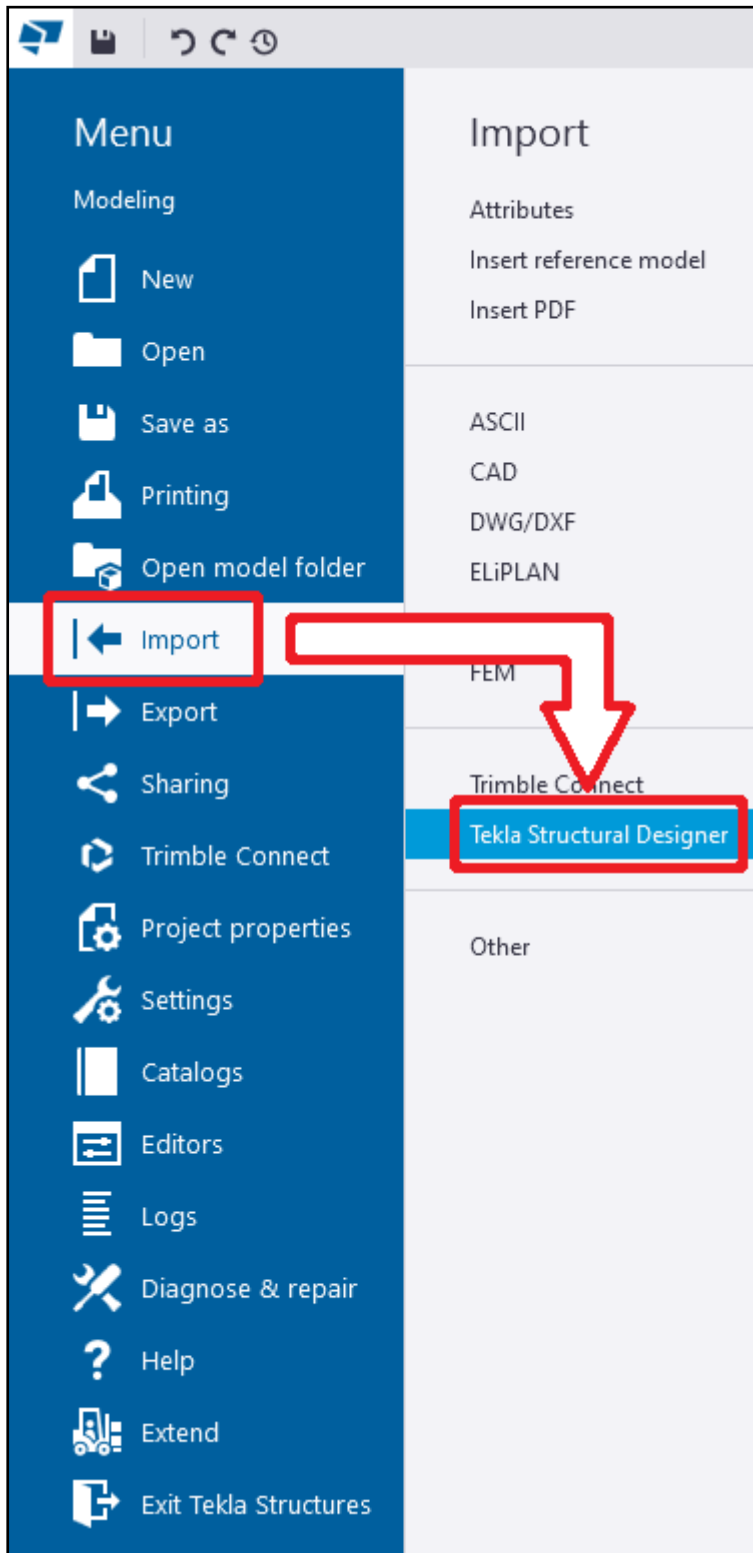 Menu
Modeling
New
Open
Save as
Printing
Open model folder
Import
Export
Sharing
Trimble Connect
Project properties
Settings
Catalogs
Editors
Logs
Diagnose & repair
Help
Extend
Exit Tekla Structures
Import
Attributes
Insert reference model
Insert PDF
ASCII
CAD
DWG/DXF
ELiPLAN
FEM
Trimble Connect
Tekla Structural Designer
Other